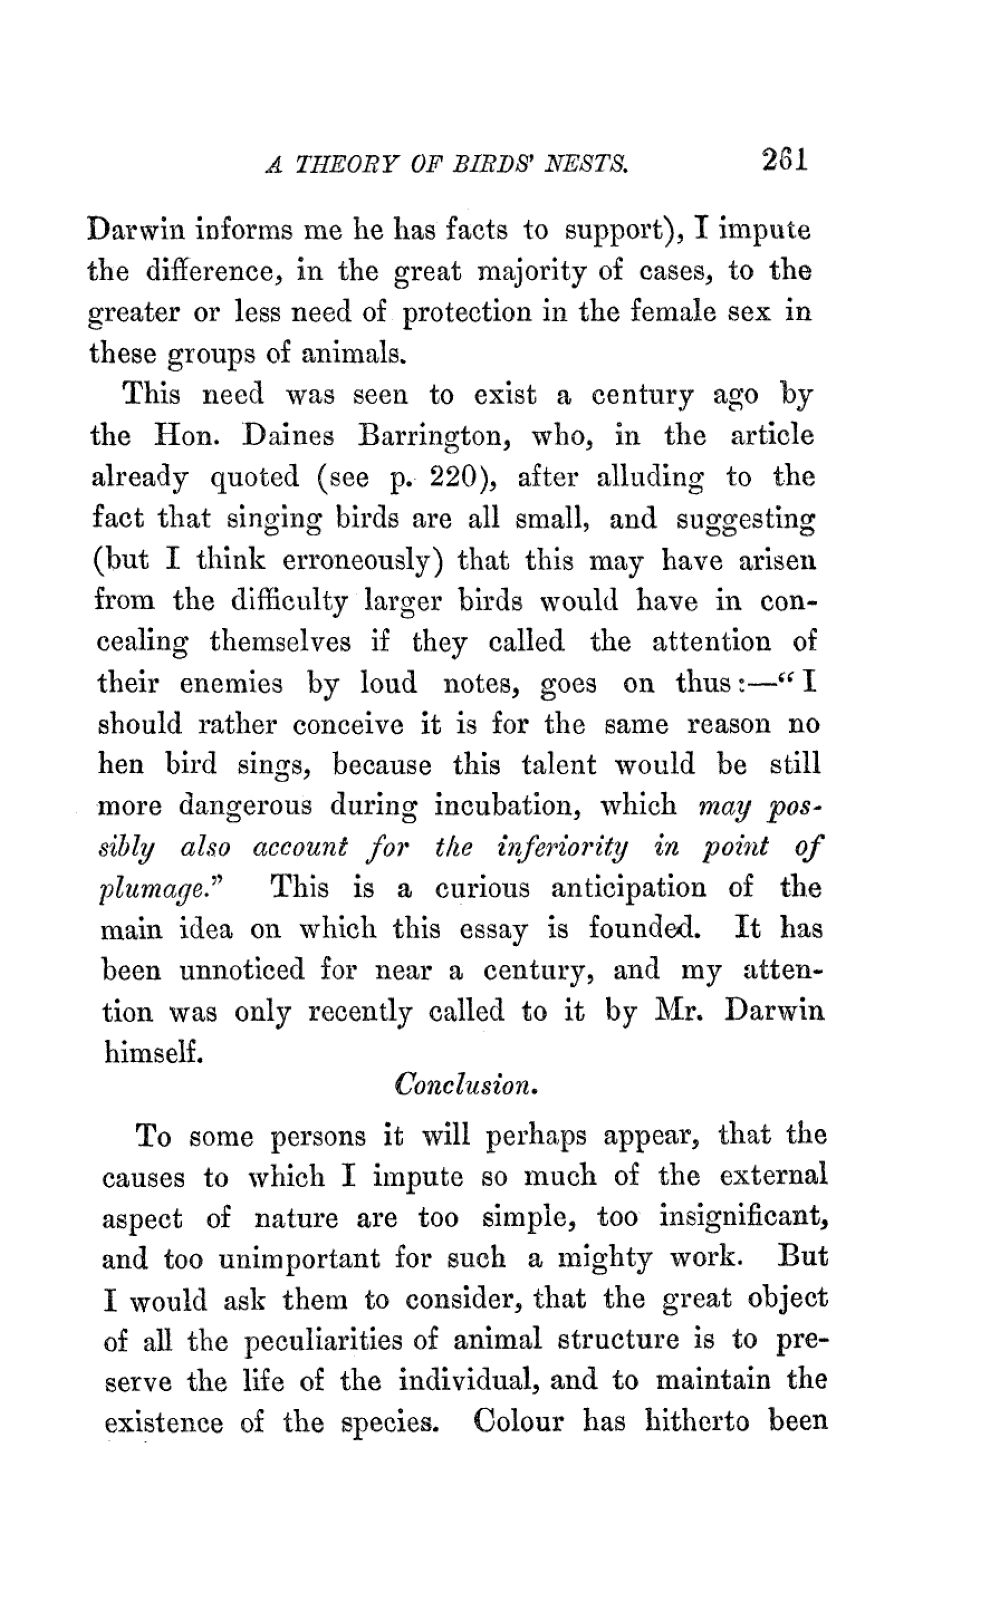 A THEORY OF BIRDS' NESTS. 261
Darwin informs me he has facts to support), I impute
the difference, in the great majority of cases, to the
greater or less need of protection in the female sex in
these groups of animals.
This need was seen to exist a century ago by
the Hon. Daines Barrington, who, in the article
already quoted (see p. 220), after alluding to the
fact that singing birds are all small, and suggesting
(but I think erroneously) that this may have arisen
from the difficulty larger birds would have in con-
cealing themselves if they called the attention of
their enemies by loud notes, goes on thus:—“I
should rather conceive it is for the same reason no
hen bird sings, because this talent would be still
more dangerous during incubation, which may pos-
sibly also account for the inferiority in point of
plumage.” This is a curious anticipation of the
main idea on which this essay is founded. It has
been unnoticed for near a century, and my atten-
tion was only recently called to it by Mr. Darwin
himself.
Conclusion.
To some persons it will perhaps appear, that the
causes to which I impute so much of the external
aspect of nature are too simple, too insignificant,
and too unimportant for such a mighty work. But
I would ask them to consider, that the great object
of all the peculiarities of animal structure is to pre-
serve the life of the individual, and to maintain the
existence of the species. Colour has hitherto been